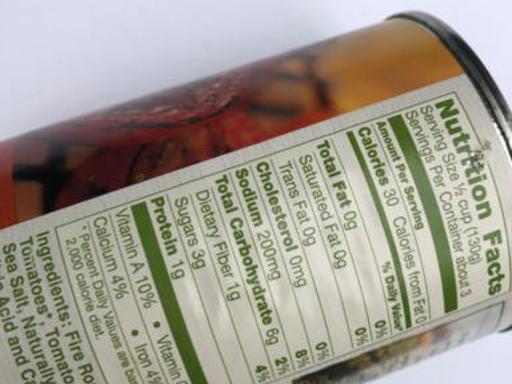 Nutrition Facts
Serving Size ½ cup (130g)
Servings Per Container about 3
Amount Per Serving
Calories 30 Calories from Fat 0
% Daily Value*
Total Fat 0g 0%
Saturated Fat 0g 0%
Trans Fat 0g
Cholesterol 0mg 0%
Sodium 200mg 8%
Total Carbohydrate 6g 2%
Dietary Fiber 1g 4%
Sugars 3g
Protein 1g
Vitamin A 10% • Vitamin
Calcium 4% • Iron 4%
* Percent Daily Values are bas
2,000 calorie diet.
Ingredients: Fire Ro
Tomatoes* Tomato
Sea Salt, Naturally
Acid and Ca